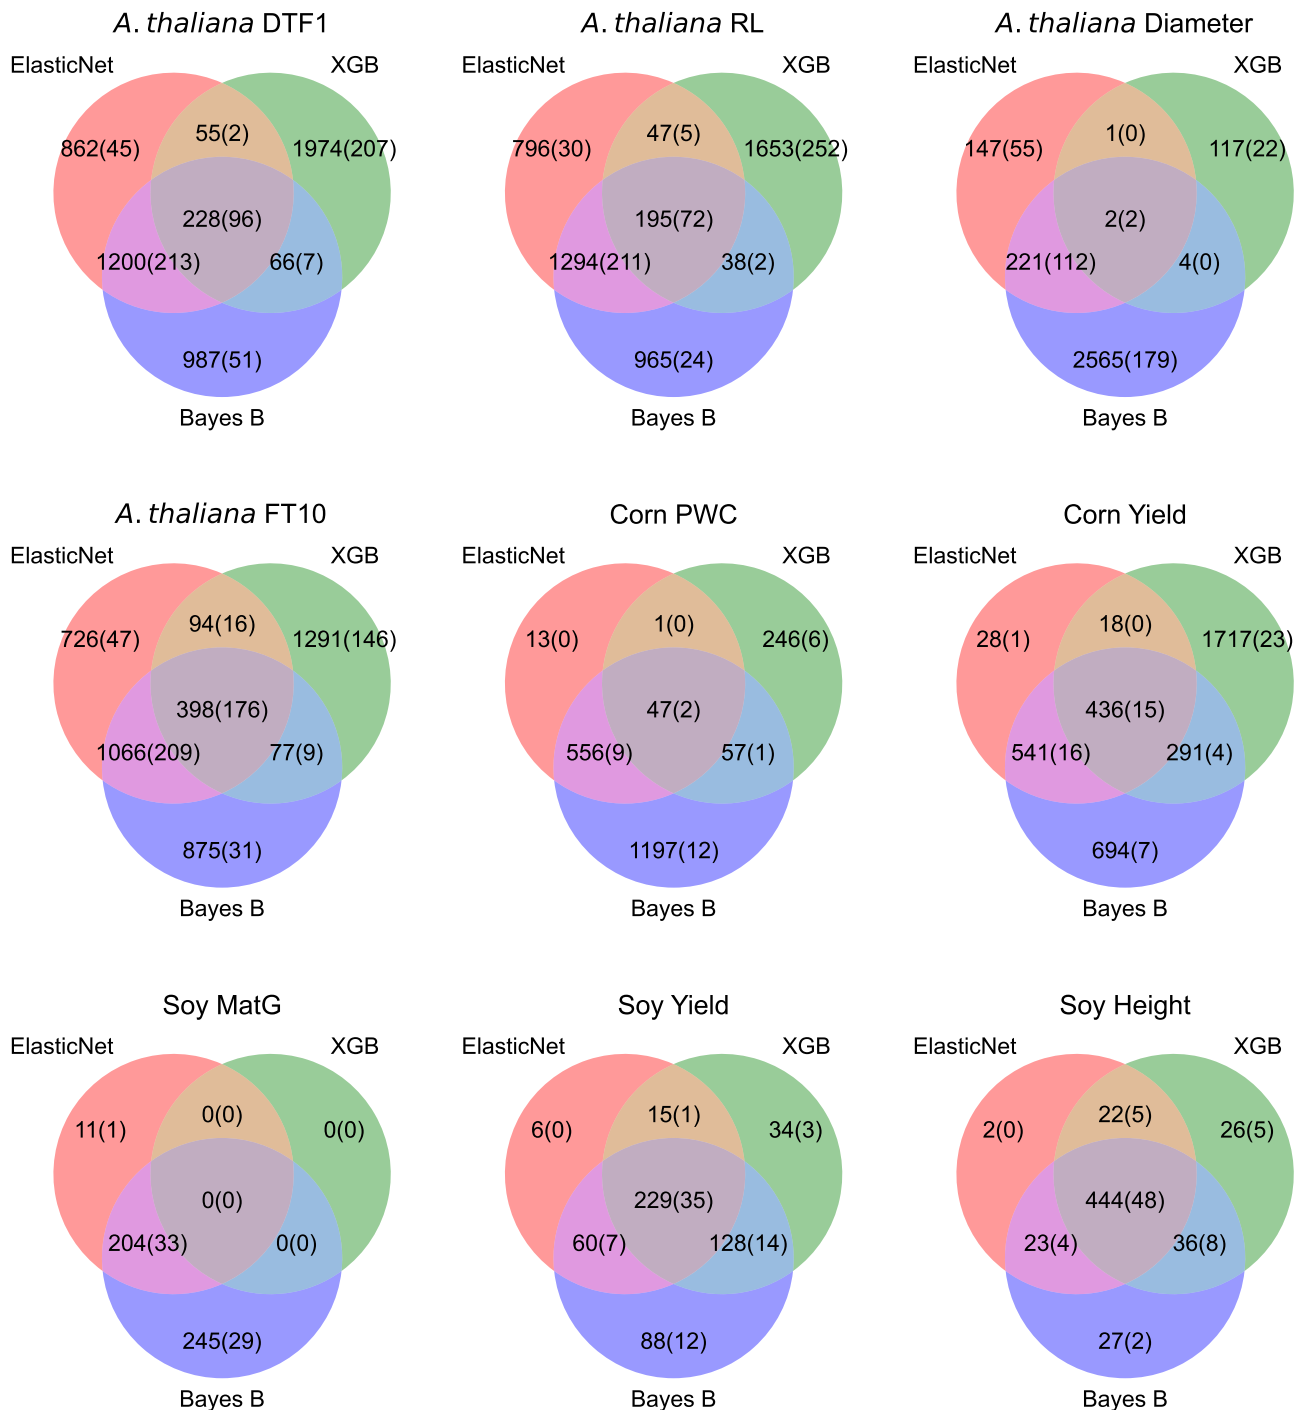 A. thaliana DTF1
ElasticNet XGB
55(2)
862(45) 1974(207)
228(96)
1200(213) 66(7)
987(51)
Bayes B
A. thaliana RL
ElasticNet XGB
47(5)
796(30) 1653(252)
195(72)
1294(211) 38(2)
965(24)
Bayes B
A. thaliana Diameter
ElasticNet XGB
1(0)
147(55) 117(22)
2(2)
221(112) 4(0)
2565(179)
Bayes B
A. thaliana FT10
ElasticNet XGB
94(16)
726(47) 1291(146)
398(176)
1066(209) 77(9)
875(31)
Bayes B
Corn PWC
ElasticNet XGB
1(0)
13(0) 246(6)
47(2)
556(9) 57(1)
1197(12)
Bayes B
Corn Yield
ElasticNet XGB
18(0)
28(1) 1717(23)
436(15)
541(16) 291(4)
694(7)
Bayes B
Soy MatG
ElasticNet XGB
0(0)
11(1) 0(0)
0(0)
204(33) 0(0)
245(29)
Bayes B
Soy Yield
ElasticNet XGB
15(1)
6(0) 34(3)
229(35)
60(7) 128(14)
88(12)
Bayes B
Soy Height
ElasticNet XGB
22(5)
2(0) 26(5)
444(48)
23(4) 36(8)
27(2)
Bayes B